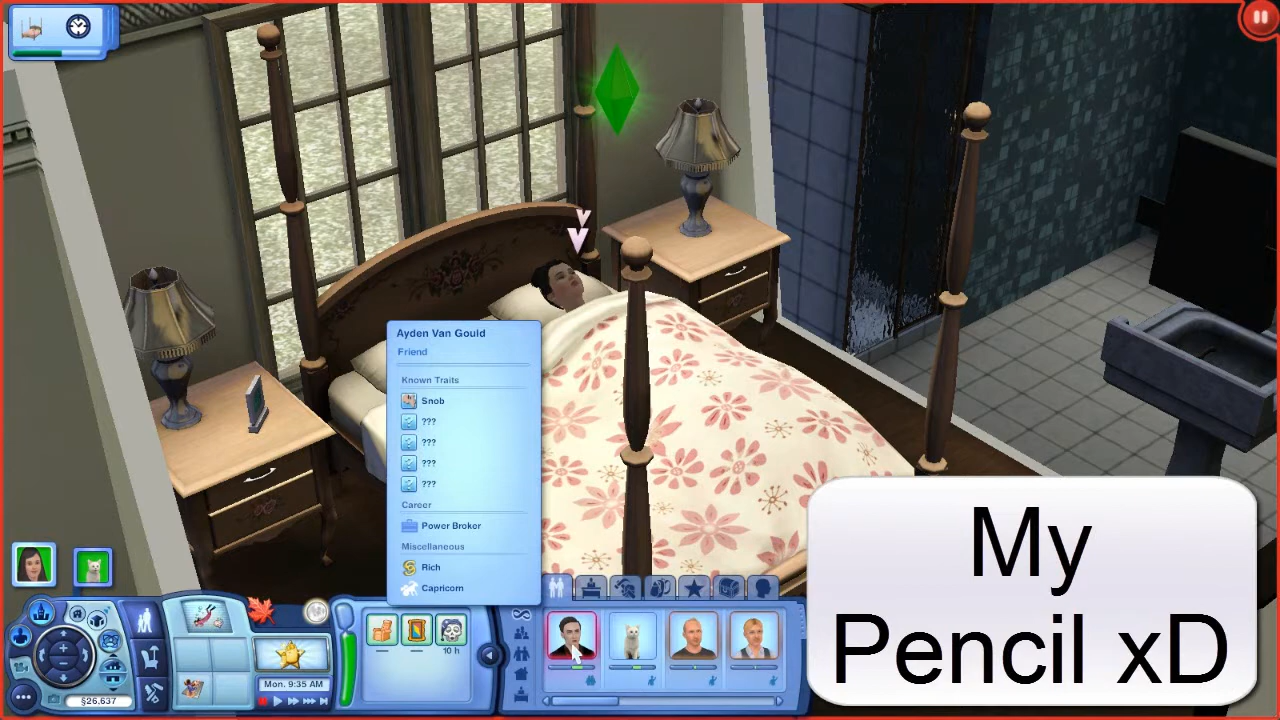 Ayden Van Gould
Friend
Known Traits
Snob
???
???
???
???
Career
Power Broker
Miscellaneous
Rich
Capricorn
My
Pencil xD
10 h
Mon. 9:35 AM
§26,637